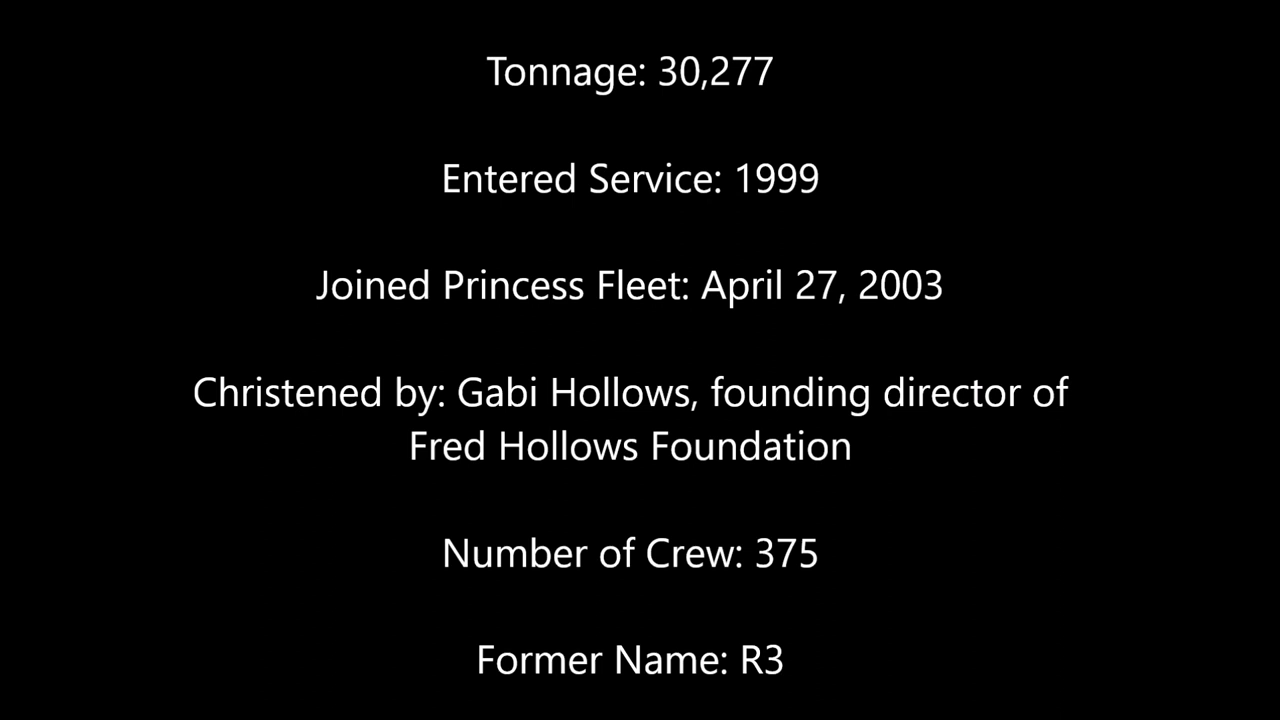 Tonnage: 30,277
Entered Service: 1999
Joined Princess Fleet: April 27, 2003
Christened by: Gabi Hollows, founding director of
Fred Hollows Foundation
Number of Crew: 375
Former Name: R3